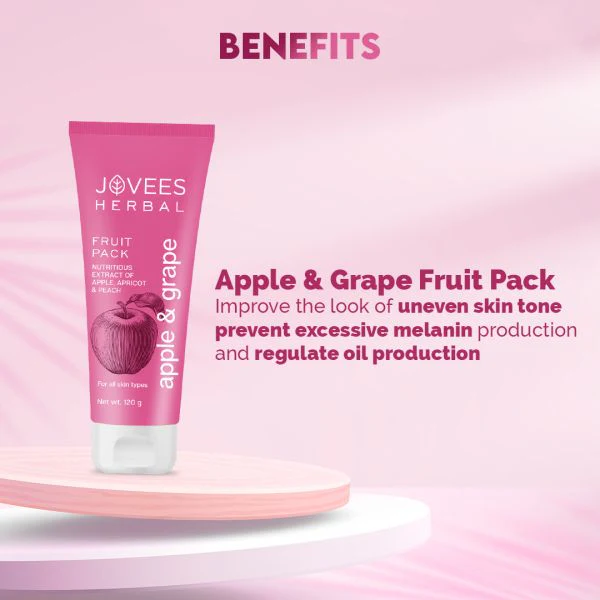 BENEFITS
JOVEES
HERBAL
FRUIT
PACK
NUTRITIOUS
EXTRACT OF
APPLE, APRICOT
& PEACH
apple & grape
For all skin types
Net wt. 120 g
Apple & Grape Fruit Pack
Improve the look of uneven skin tone
prevent excessive melanin production
and regulate oil production